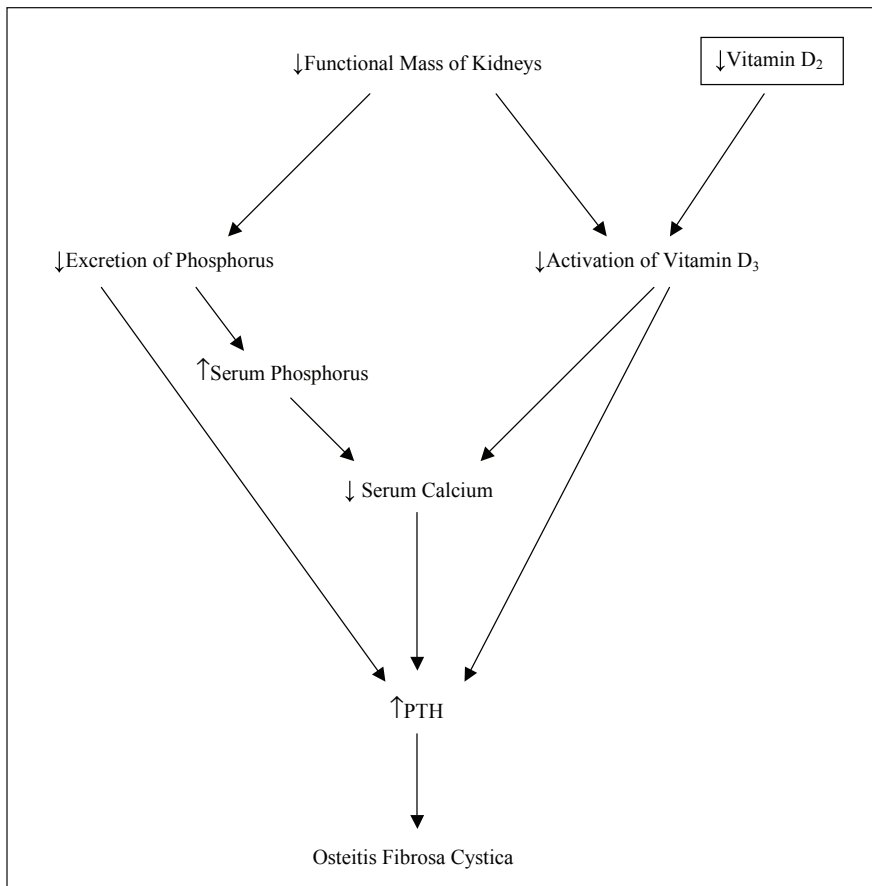 ↓Functional Mass of Kidneys
↓Vitamin D₂
↓Excretion of Phosphorus
↓Activation of Vitamin D₃
↑Serum Phosphorus
↓ Serum Calcium
↑PTH
Osteitis Fibrosa Cystica